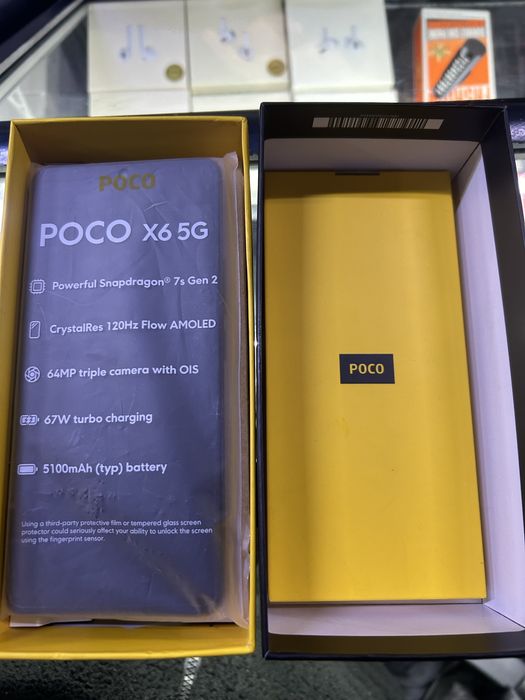 POCO
POCO X6 5G
Powerful Snapdragon® 7s Gen 2
CrystalRes 120Hz Flow AMOLED
64MP triple camera with OIS
67W turbo charging
5100mAh (typ) battery
Using a third-party protective film or tempered glass screen
protector could seriously affect your ability to unlock the screen
using the fingerprint sensor.
POCO